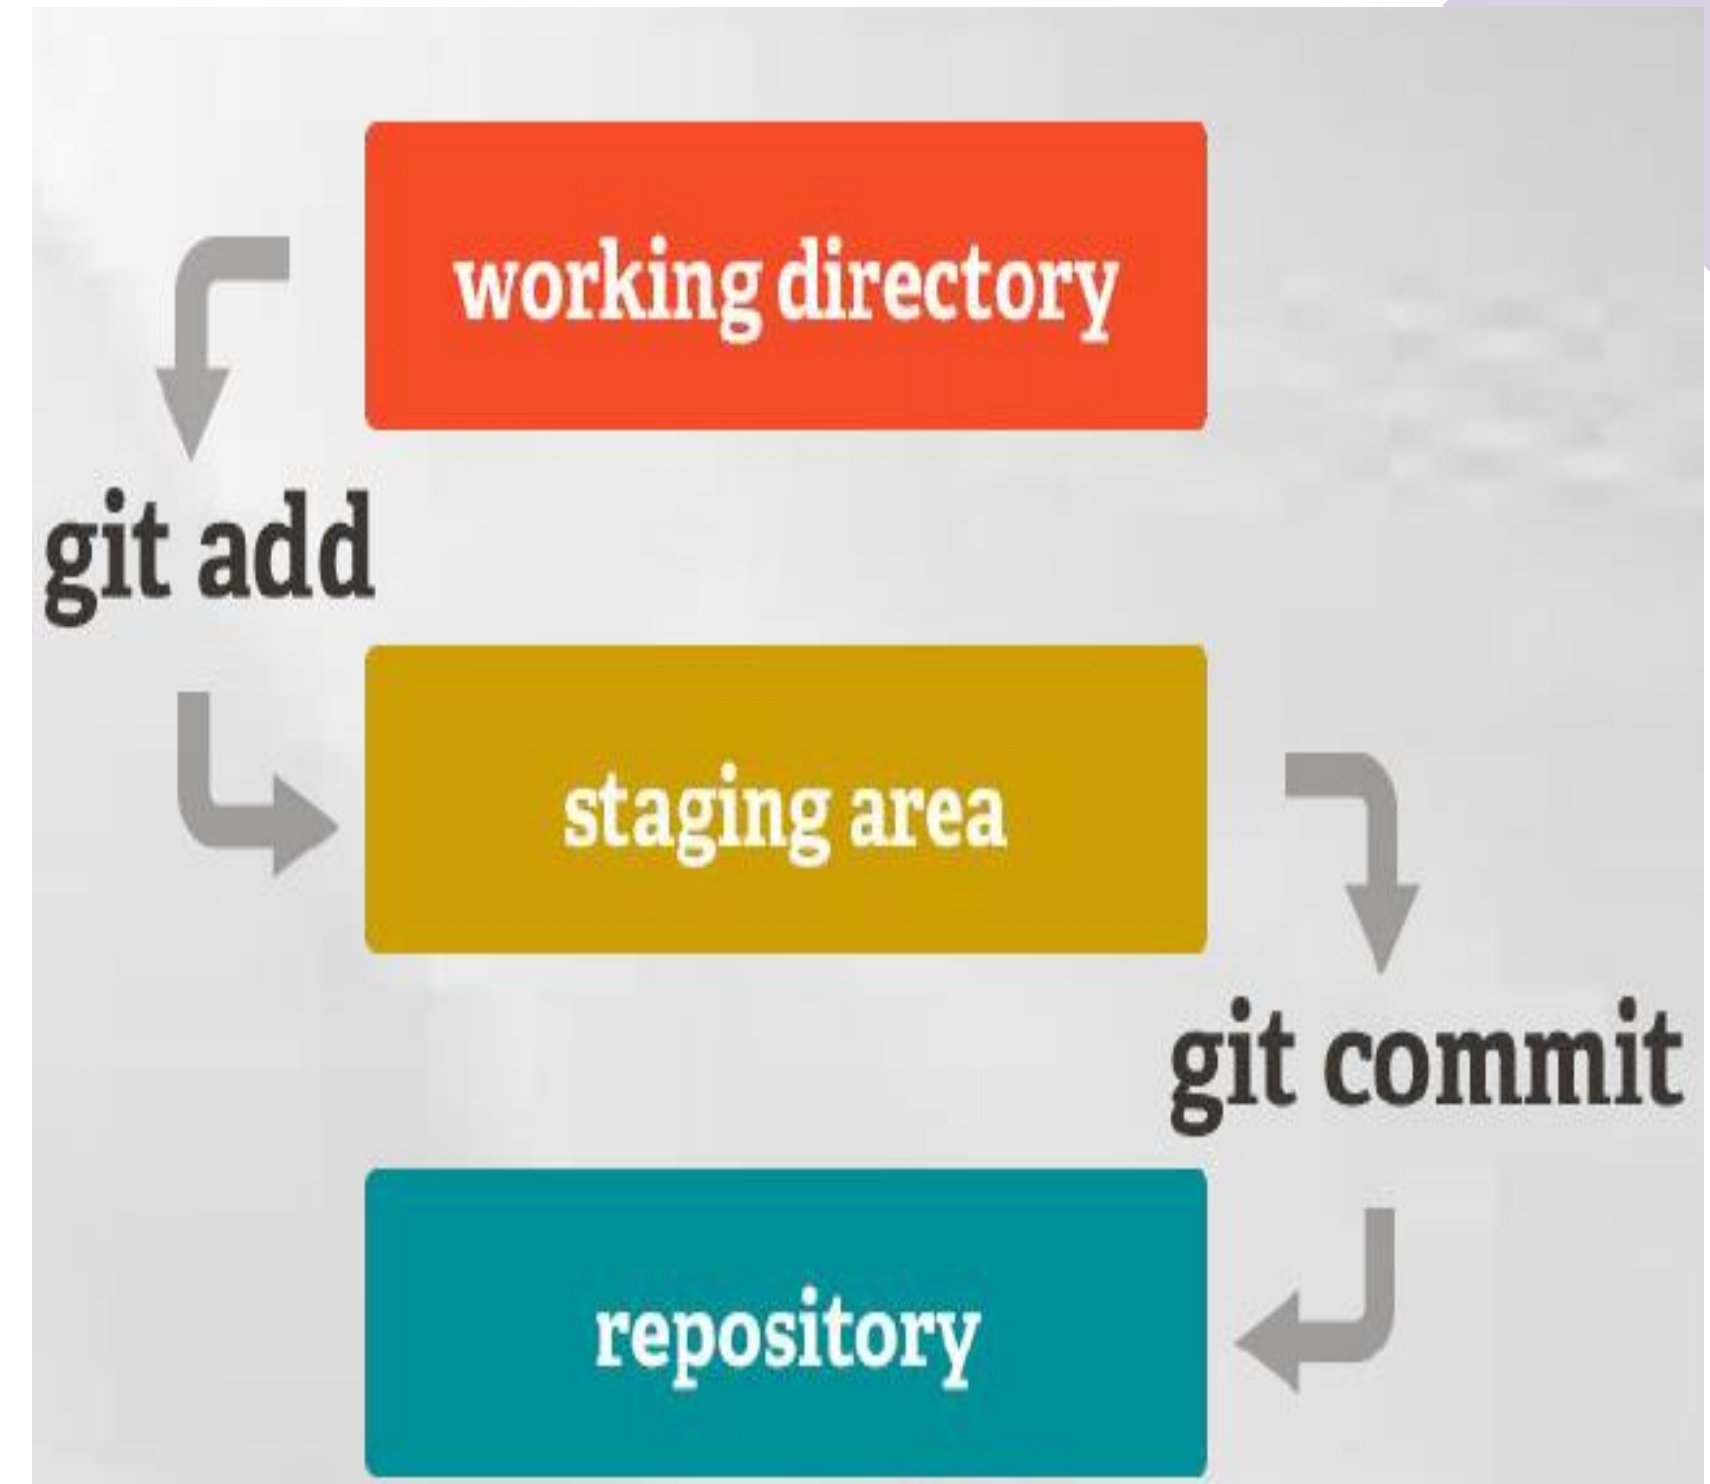 working directory
git add
staging area
git commit
repository